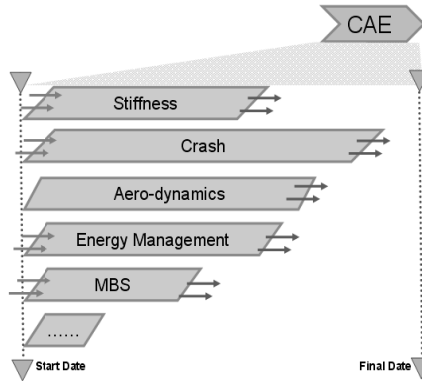 CAE
Stiffness
Crash
Aero-dynamics
Energy Management
MBS
......
Start Date
Final Date